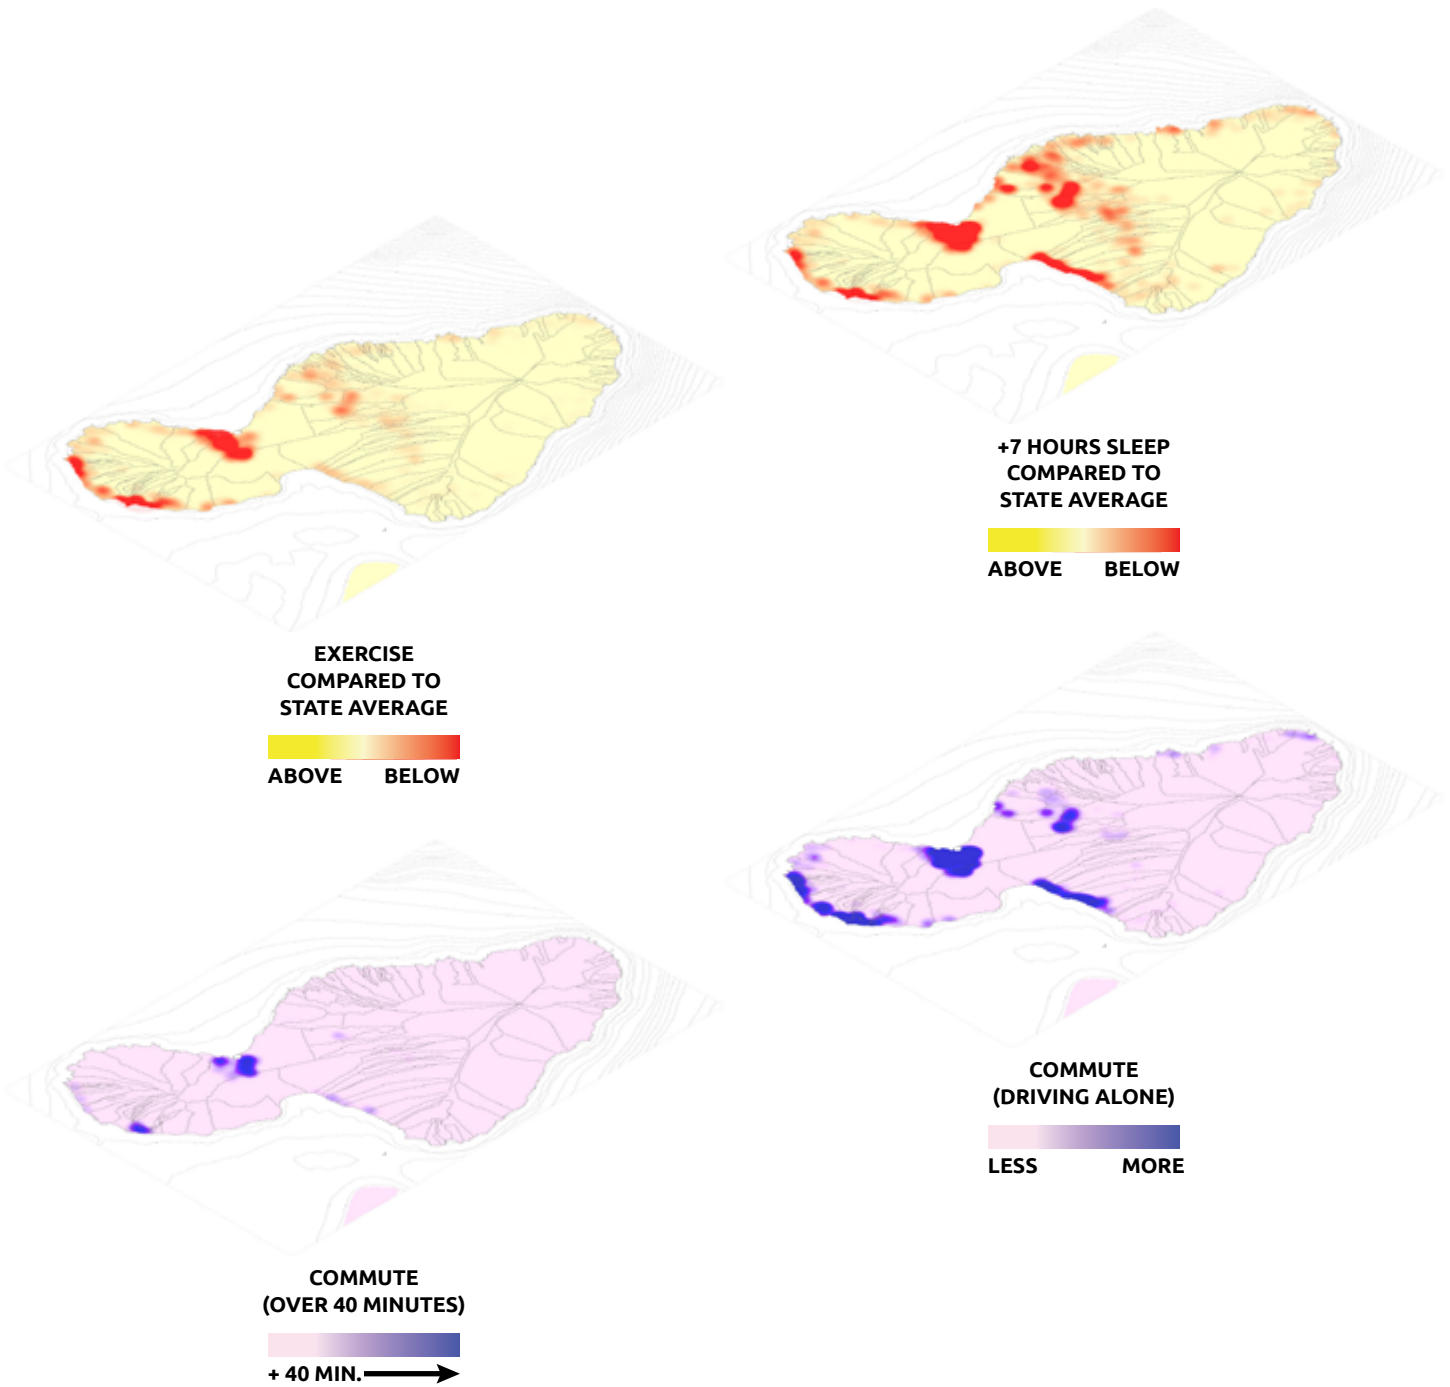 +7 HOURS SLEEP
COMPARED TO
STATE AVERAGE
ABOVE BELOW
EXERCISE
COMPARED TO
STATE AVERAGE
ABOVE BELOW
COMMUTE
(DRIVING ALONE)
LESS MORE
COMMUTE
(OVER 40 MINUTES)
+ 40 MIN.